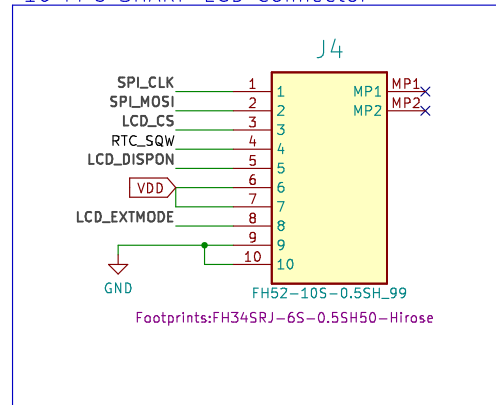 J4
SPI_CLK 1 1 MP1 MP1
SPI_MOSI 2 2 MP2 MP2
LCD_CS 3 3
RTC_SQW 4 4
LCD_DISPON 5 5
VDD 6 6
7 7
LCD_EXTMODE 8 8
9 9
10 10
GND
FH52-10S-0.5SH_99
Footprints:FH34SRJ-6S-0.5SH50-Hirose